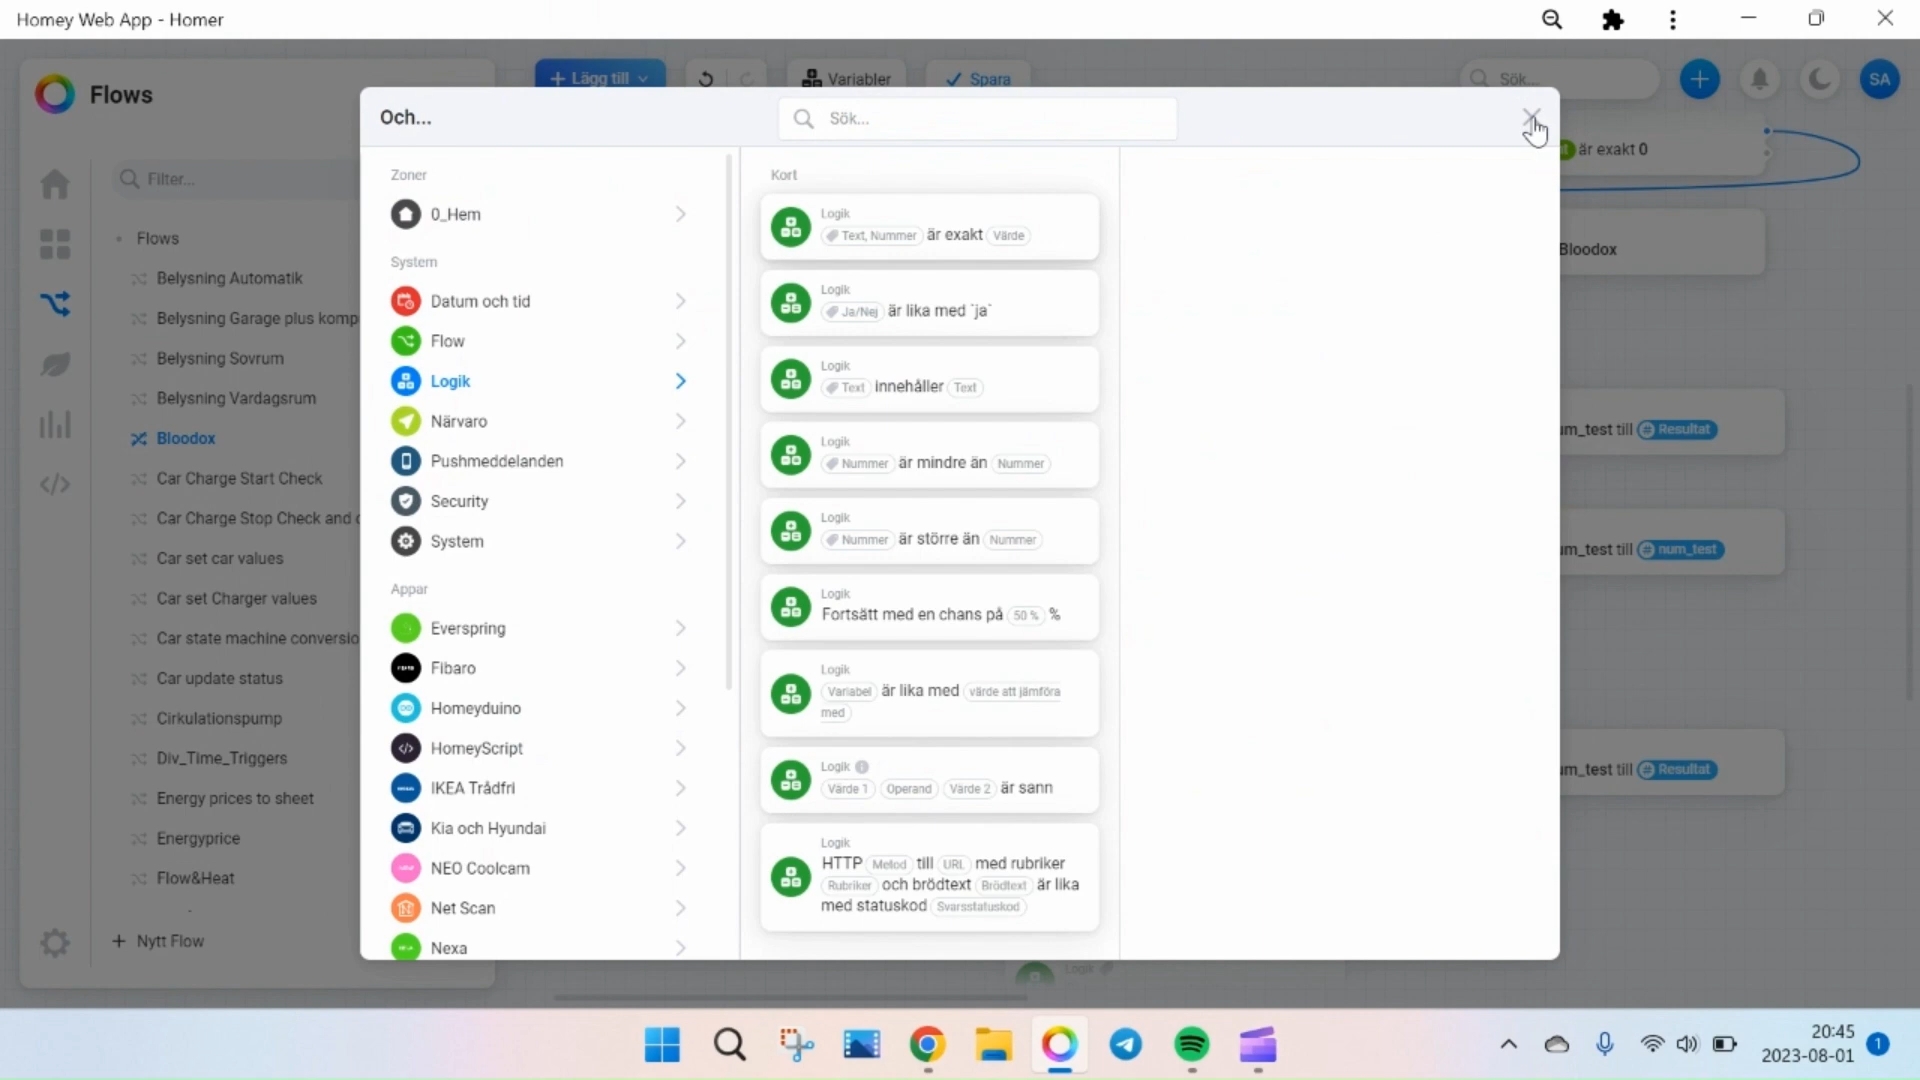 Homey Web App - Homer
Flows
Lägg till
Variabler
Spara
Sök...
SA
Filter...
Flows
Belysning Automatik
Belysning Garage plus komp
Belysning Sovrum
Belysning Vardagsrum
Bloodox
Car Charge Start Check
Car Charge Stop Check and
Car set car values
Car set Charger values
Car state machine conversio
Car update status
Cirkulationspump
Div_Time_Triggers
Energy prices to sheet
Energyprice
Flow&Heat
Nytt Flow
Och...
Sök...
Zoner
0_Hem
System
Datum och tid
Flow
Logik
Närvaro
Pushmeddelanden
Security
System
Appar
Everspring
Fibaro
Homeyduino
HomeyScript
IKEA Trådfri
Kia och Hyundai
NEO Coolcam
Net Scan
Nexa
Kort
Logik
Text, Nummer är exakt Värde
Logik
Ja/Nej är lika med `ja`
Logik
Text innehåller Text
Logik
Nummer är mindre än Nummer
Logik
Nummer är större än Nummer
Logik
Fortsätt med en chans på 50 % %
Logik
Variabel är lika med värde att jämföra
med
Logik
Värde 1 Operand Värde 2 är sann
Logik
HTTP Metod till URL med rubriker
Rubriker och brödtext Brödtext är lika
med statuskod Svarsstatuskod
är exakt 0
Bloodox
um_test till Resultat
um_test till num_test
um_test till Resultat
Logik
20:45
2023-08-01
1